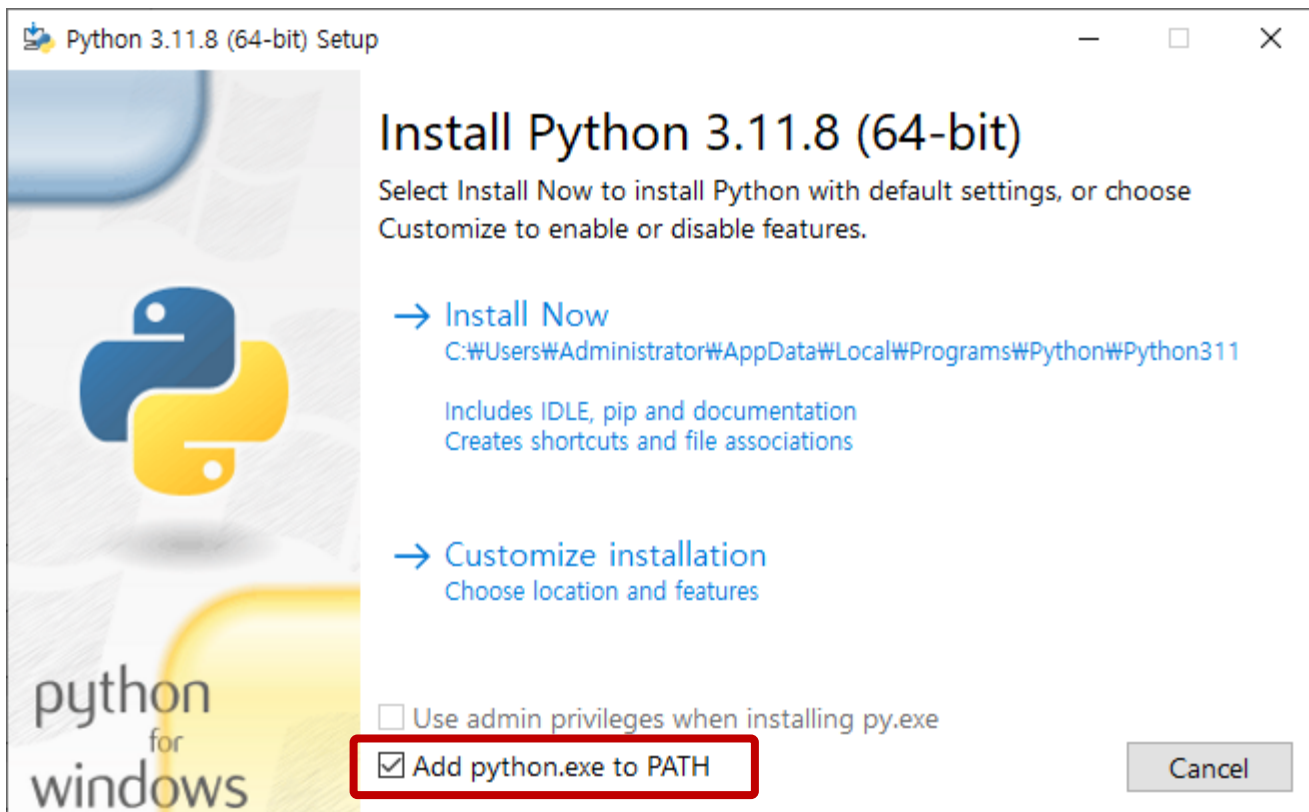 Python 3.11.8 (64-bit) Setup
Install Python 3.11.8 (64-bit)
Select Install Now to install Python with default settings, or choose
Customize to enable or disable features.
→ Install Now
C:₩Users₩Administrator₩AppData₩Local₩Programs₩Python₩Python311
Includes IDLE, pip and documentation
Creates shortcuts and file associations
→ Customize installation
Choose location and features
python
for
windows
Use admin privileges when installing py.exe
Add python.exe to PATH
Cancel